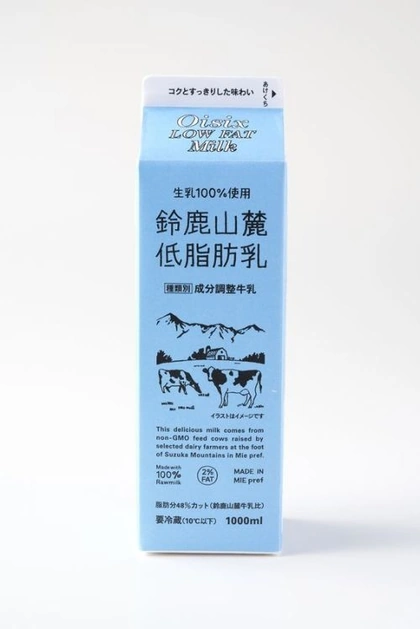 コクとすっきりした味わい
あけくち
Oisix
LOW FAT
Milk
生乳100%使用
鈴鹿山麓
低脂肪乳
種類別 成分調整牛乳
イラストはイメージです
This delicious milk comes from
non-GMO feed cows raised by
selected dairy farmers at the foot
of Suzuka Mountains in Mie pref.
Made with
100%
Rawmilk
2%
FAT
MADE IN
MIE pref
脂肪分48%カット(鈴鹿山麓牛乳比)
要冷蔵(10℃以下) 1000ml